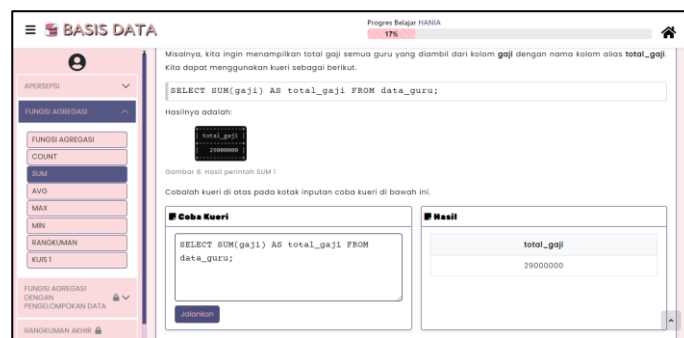 BASIS DATA
Progres Belajar HANIA
17%
APERSEPSI
FUNGSI AGREGASI
FUNGSI AGREGASI
COUNT
SUM
AVG
MAX
MIN
RANGKUMAN
KUIS 1
FUNGSI AGREGASI
DENGAN
PENGELOMPOKAN DATA
RANGKUMAN AKHIR
Misalnya, kita ingin menampilkan total gaji semua guru yang diambil dari kolom gaji dengan nama kolom alias total_gaji.
Kita dapat menggunakan kueri sebagai berikut.
SELECT SUM(gaji) AS total_gaji FROM data_guru;
Hasilnya adalah:
total_gaji
29000000
Gambar 8. Hasil perintah SUM 1
Cobalah kueri di atas pada kotak inputan coba kueri di bawah ini.
Coba Kueri
SELECT SUM(gaji) AS total_gaji FROM
data_guru;
Jalankan
Hasil
total_gaji
29000000